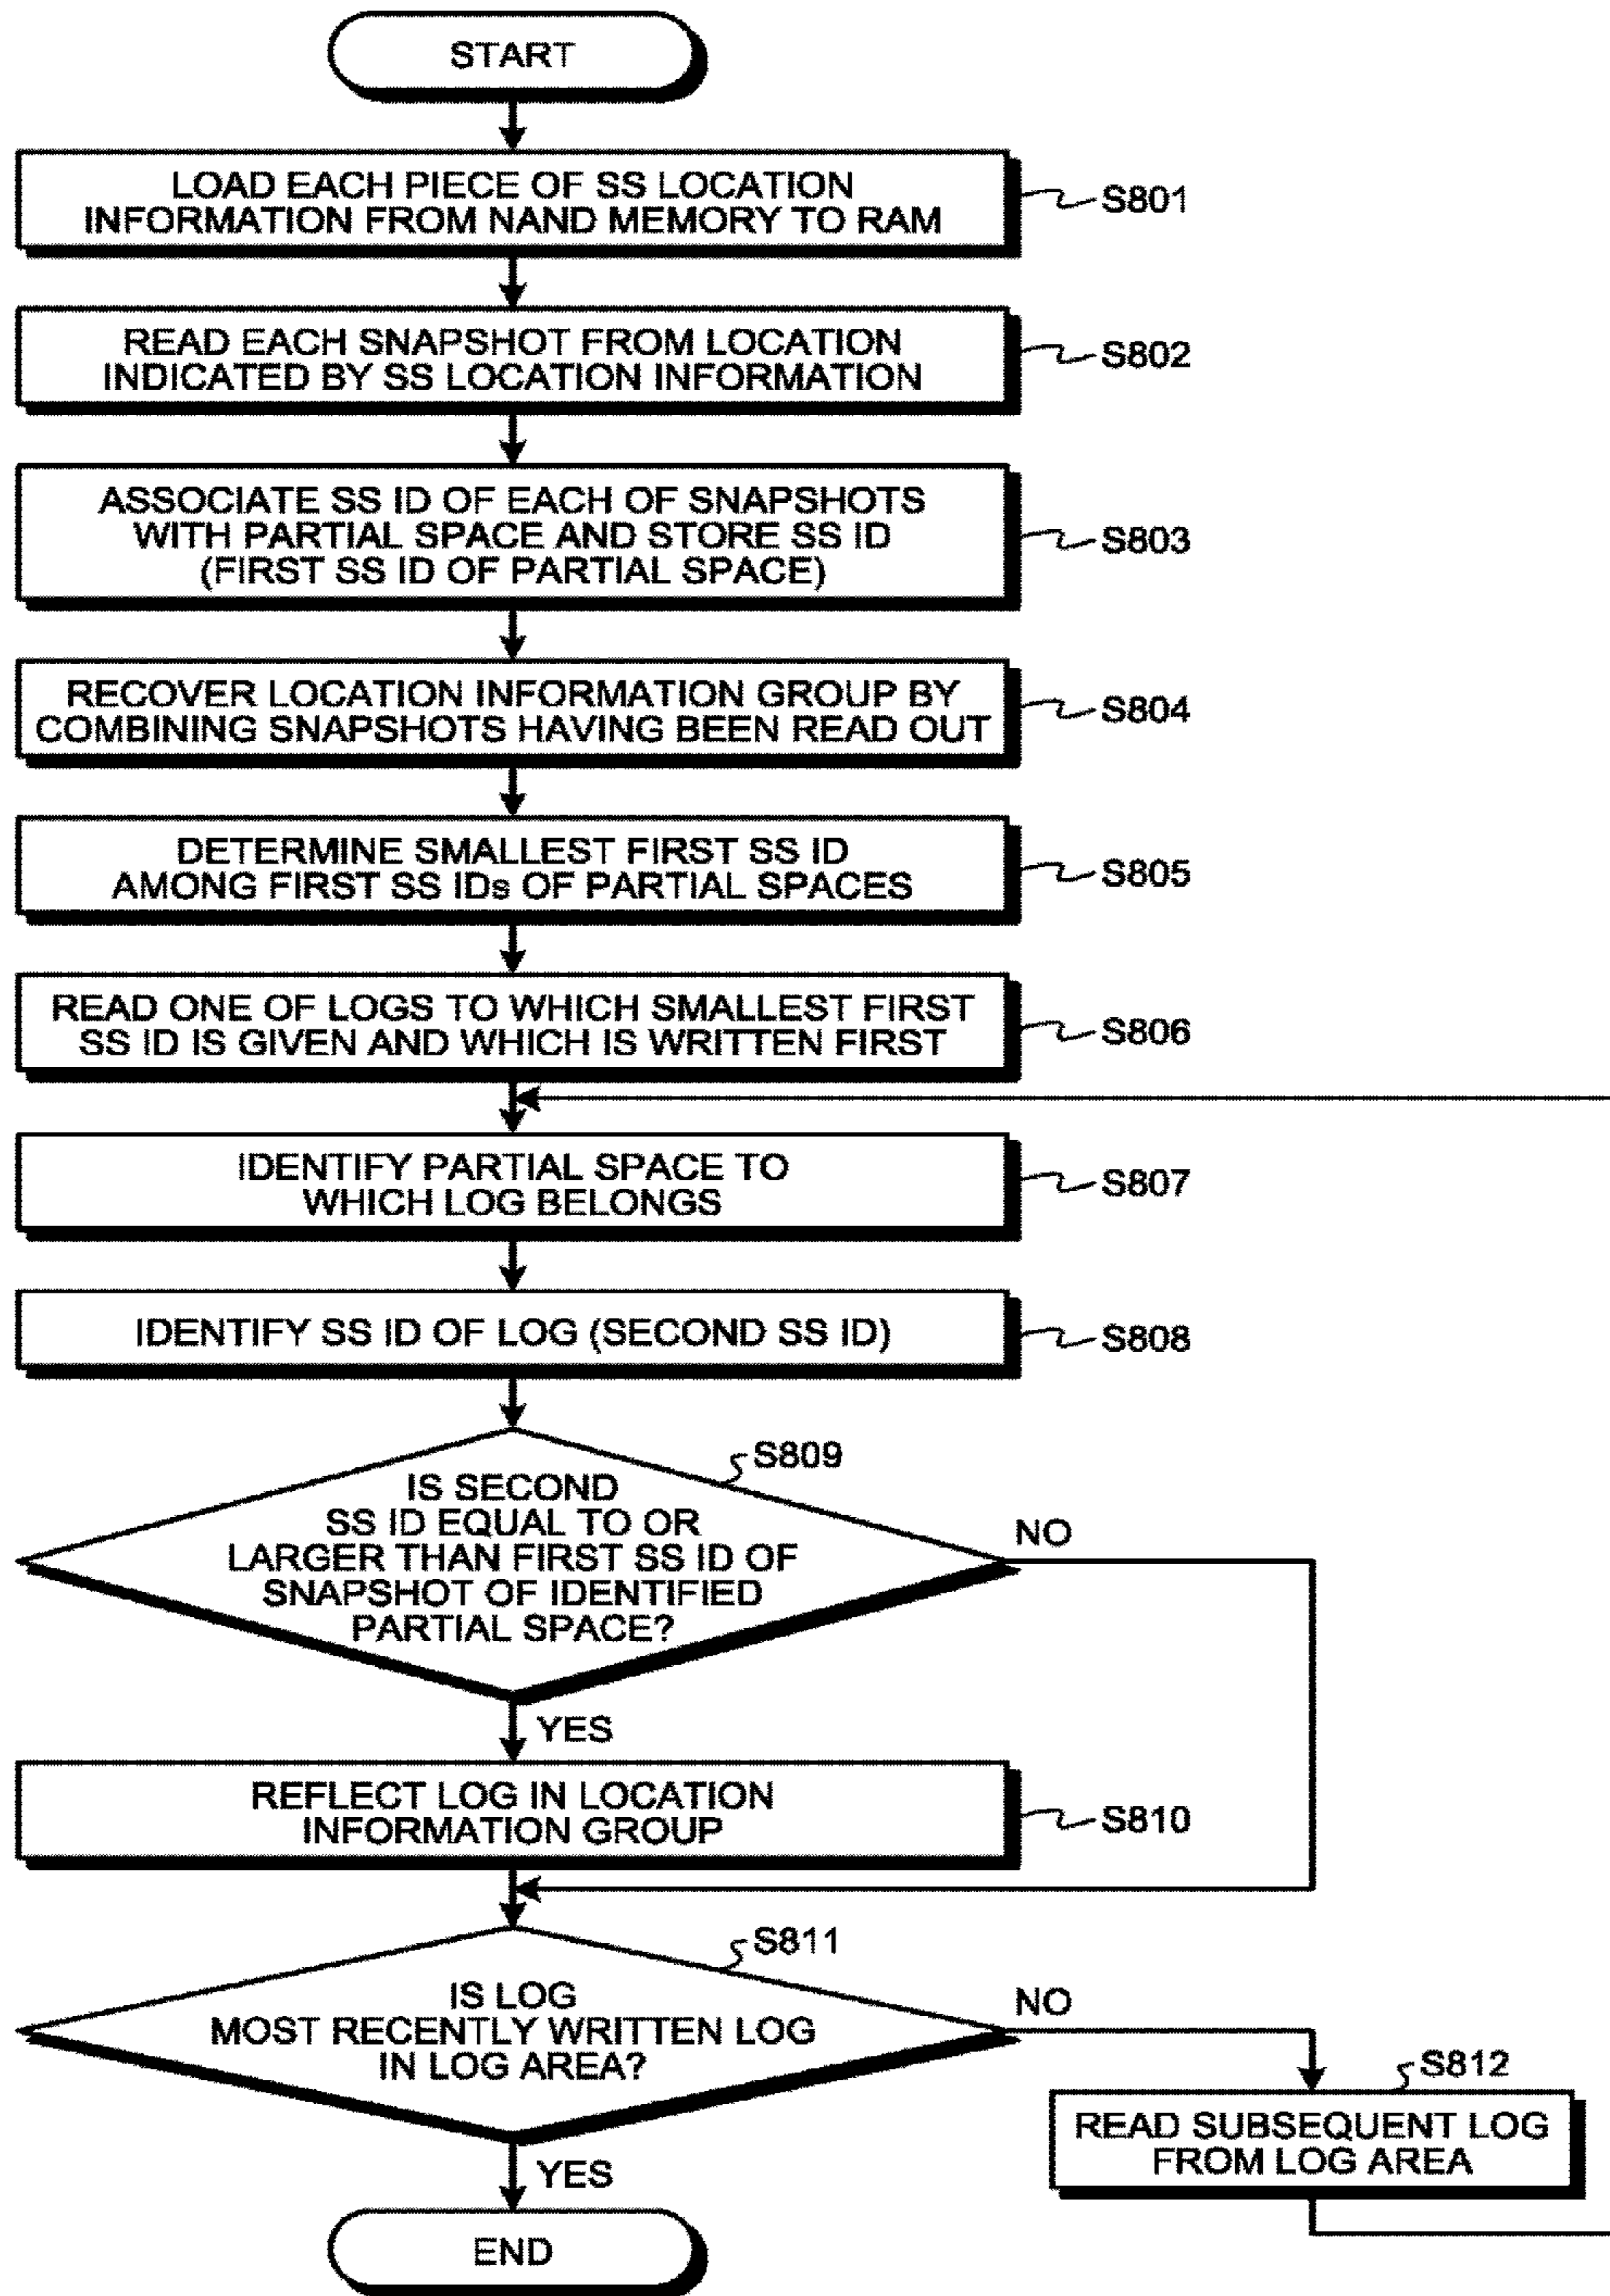 START
LOAD EACH PIECE OF SS LOCATION
INFORMATION FROM NAND MEMORY TO RAM
S801
READ EACH SNAPSHOT FROM LOCATION
INDICATED BY SS LOCATION INFORMATION
S802
ASSOCIATE SS ID OF EACH OF SNAPSHOTS
WITH PARTIAL SPACE AND STORE SS ID
(FIRST SS ID OF PARTIAL SPACE)
S803
RECOVER LOCATION INFORMATION GROUP BY
COMBINING SNAPSHOTS HAVING BEEN READ OUT
S804
DETERMINE SMALLEST FIRST SS ID
AMONG FIRST SS IDs OF PARTIAL SPACES
S805
READ ONE OF LOGS TO WHICH SMALLEST FIRST
SS ID IS GIVEN AND WHICH IS WRITTEN FIRST
S806
IDENTIFY PARTIAL SPACE TO
WHICH LOG BELONGS
S807
IDENTIFY SS ID OF LOG (SECOND SS ID)
S808
S809
IS SECOND
SS ID EQUAL TO OR
LARGER THAN FIRST SS ID OF
SNAPSHOT OF IDENTIFIED
PARTIAL SPACE?
NO
YES
REFLECT LOG IN LOCATION
INFORMATION GROUP
S810
S811
IS LOG
MOST RECENTLY WRITTEN LOG
IN LOG AREA?
NO
S812
READ SUBSEQUENT LOG
FROM LOG AREA
YES
END